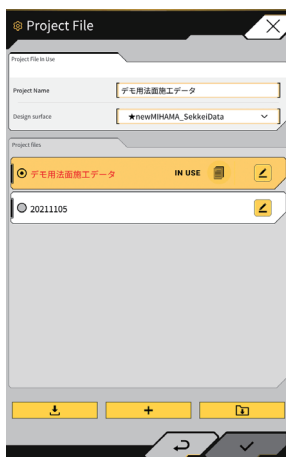 Project File
Project File In Use
Project Name
デモ用法面施工データ
Design surface
★newMIHAMA_SekkeiData
Project files
デモ用法面施工データ
IN USE
20211105